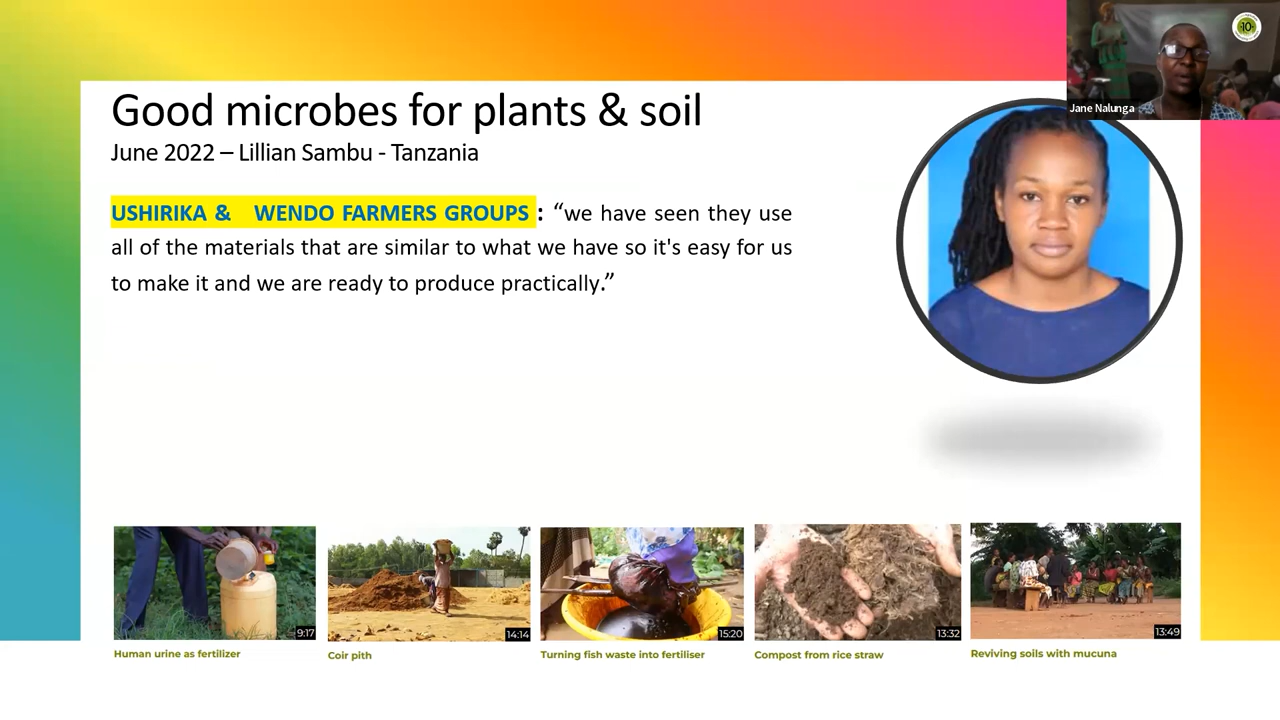 Good microbes for plants & soil
June 2022 – Lillian Sambu - Tanzania
USHIRIKA & WENDO FARMERS GROUPS : “we have seen they use
all of the materials that are similar to what we have so it's easy for us
to make it and we are ready to produce practically.”
10
Jane Nalunga
9:17
14:14
15:20
13:32
13:49
Human urine as fertilizer
Coir pith
Turning fish waste into fertiliser
Compost from rice straw
Reviving soils with mucuna